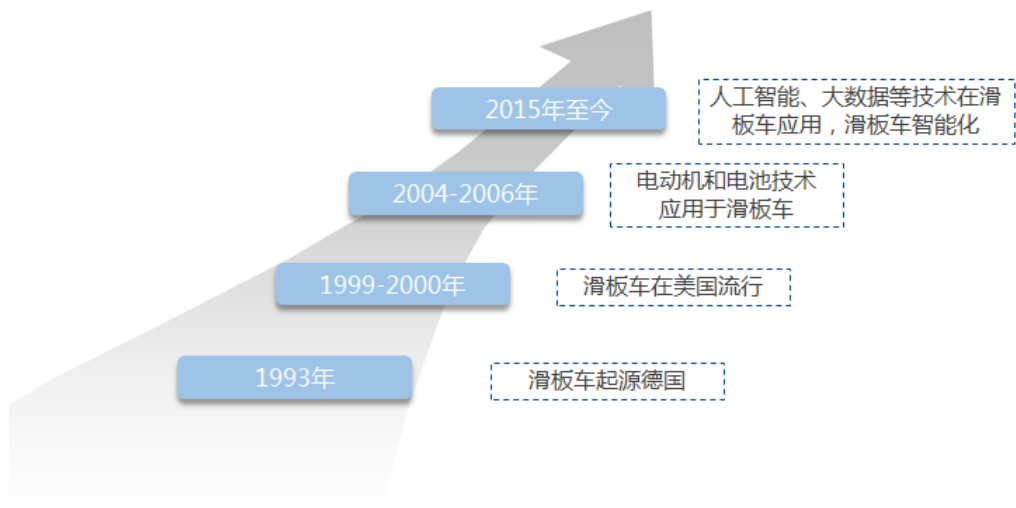 2015年至今
人工智能、大数据等技术在滑
板车应用，滑板车智能化
2004-2006年
电动机和电池技术
应用于滑板车
1999-2000年
滑板车在美国流行
1993年
滑板车起源德国